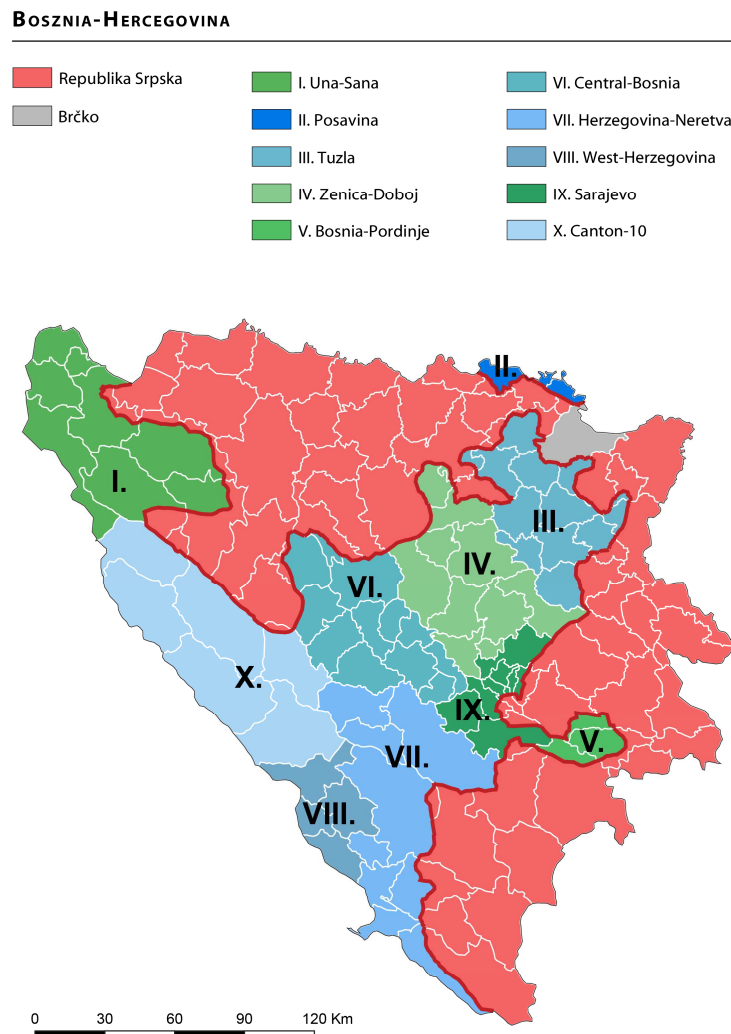 Bosznia-Hercegovina
Republika Srpska
Brčko
I. Una-Sana
II. Posavina
III. Tuzla
IV. Zenica-Doboj
V. Bosnia-Pordinje
VI. Central-Bosnia
VII. Herzegovina-Neretva
VIII. West-Herzegovina
IX. Sarajevo
X. Canton-10
II.
I.
III.
IV.
VI.
X.
IX.
V.
VII.
VIII.
0 30 60 90 120 Km